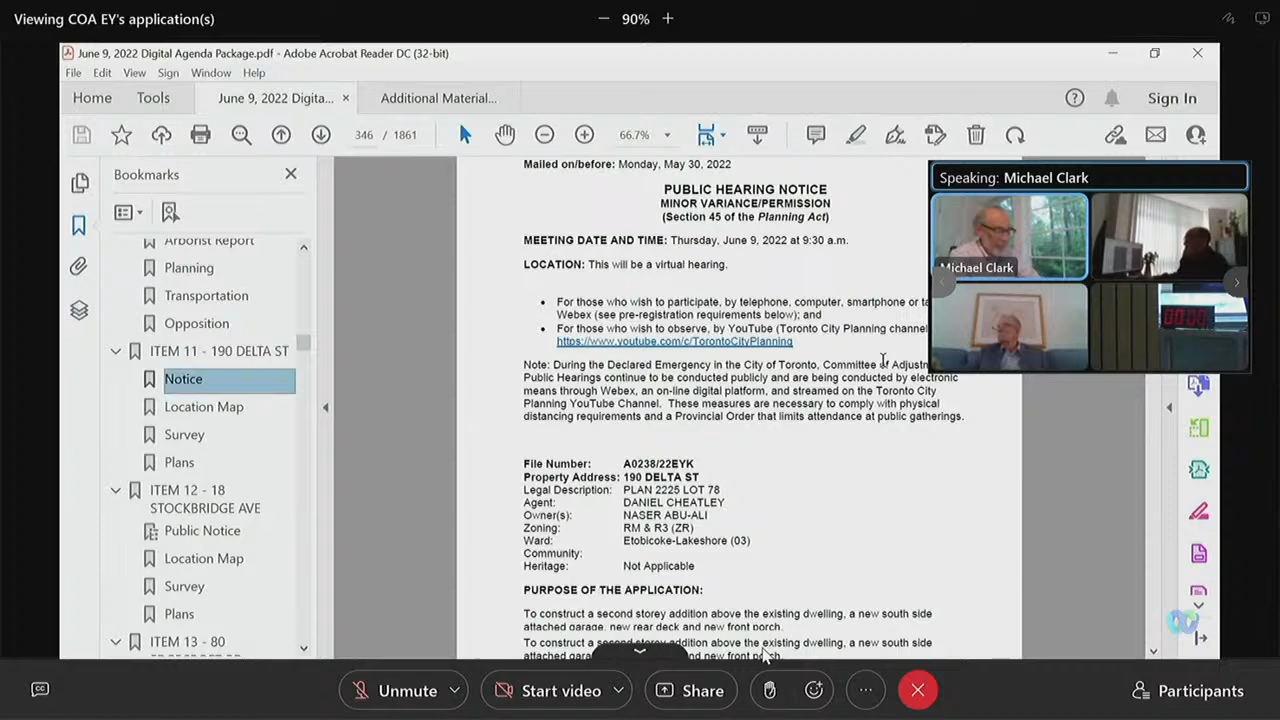 Viewing COA EY's application(s)
90%
June 9, 2022 Digital Agenda Package.pdf - Adobe Acrobat Reader DC (32-bit)
File Edit View Sign Window Help
Home Tools June 9, 2022 Digita... × Additional Material...
Sign In
346 / 1861
66.7%
Bookmarks
Arborist Report
Planning
Transportation
Opposition
ITEM 11 - 190 DELTA ST
Notice
Location Map
Survey
Plans
ITEM 12 - 18
STOCKBRIDGE AVE
Public Notice
Location Map
Survey
Plans
ITEM 13 - 80
Mailed on/before: Monday, May 30, 2022
PUBLIC HEARING NOTICE
MINOR VARIANCE/PERMISSION
(Section 45 of the Planning Act)
MEETING DATE AND TIME: Thursday, June 9, 2022 at 9:30 a.m.
LOCATION: This will be a virtual hearing.
• For those who wish to participate, by telephone, computer, smartphone or ta
Webex (see pre-registration requirements below); and
• For those who wish to observe, by YouTube (Toronto City Planning channel
https://www.youtube.com/c/TorontoCityPlanning
Note: During the Declared Emergency in the City of Toronto, Committee of Adjustm
Public Hearings continue to be conducted publicly and are being conducted by electronic
means through Webex, an on-line digital platform, and streamed on the Toronto City
Planning YouTube Channel. These measures are necessary to comply with physical
distancing requirements and a Provincial Order that limits attendance at public gatherings.
File Number: A0238/22EYK
Property Address: 190 DELTA ST
Legal Description: PLAN 2225 LOT 78
Agent: DANIEL CHEATLEY
Owner(s): NASER ABU-ALI
Zoning: RM & R3 (ZR)
Ward: Etobicoke-Lakeshore (03)
Community:
Heritage: Not Applicable
PURPOSE OF THE APPLICATION:
To construct a second storey addition above the existing dwelling, a new south side
attached garage, new rear deck and new front porch.
To construct a second storey addition above the existing dwelling, a new south side
attached gara nd new front porch.
Speaking: Michael Clark
Michael Clark
00:00
Unmute
Start video
Share
Participants